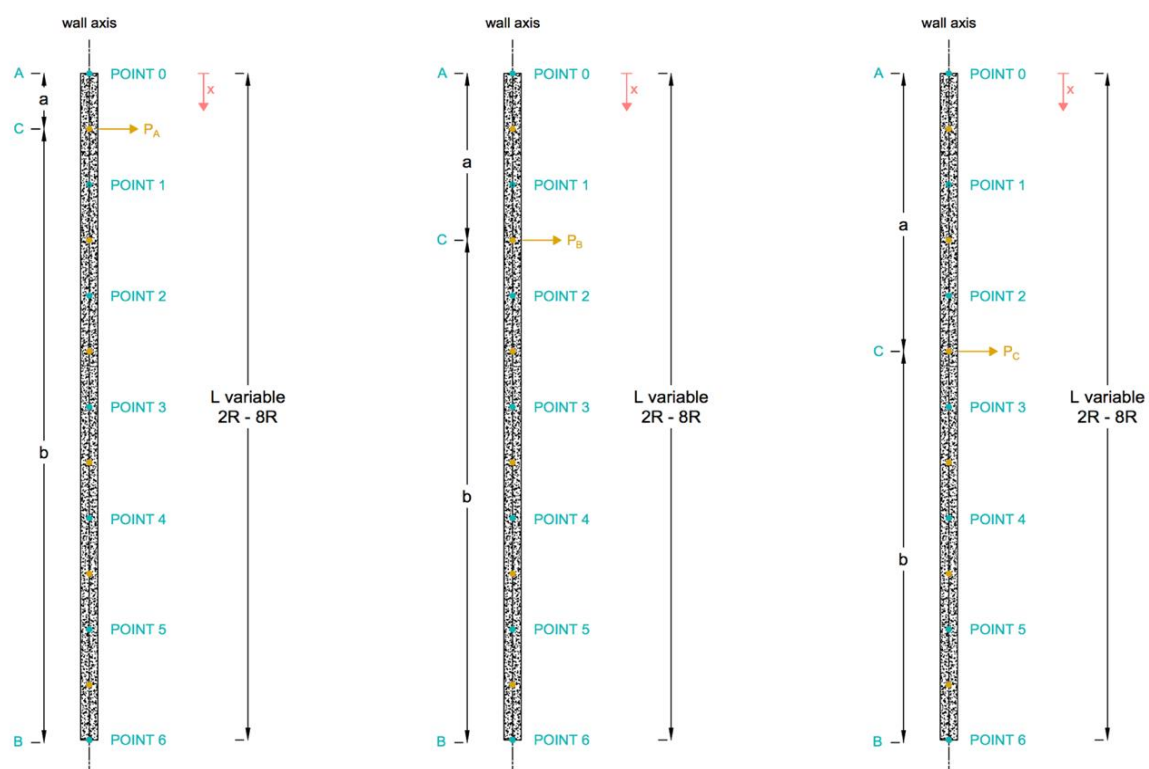 wall axis
A
POINT 0
x
a
C
P_A
POINT 1
POINT 2
POINT 3
L variable
2R - 8R
b
POINT 4
POINT 5
B
POINT 6
wall axis
A
POINT 0
x
a
POINT 1
C
P_B
POINT 2
POINT 3
L variable
2R - 8R
b
POINT 4
POINT 5
B
POINT 6
wall axis
A
POINT 0
x
POINT 1
a
POINT 2
C
P_C
POINT 3
L variable
2R - 8R
POINT 4
b
POINT 5
B
POINT 6